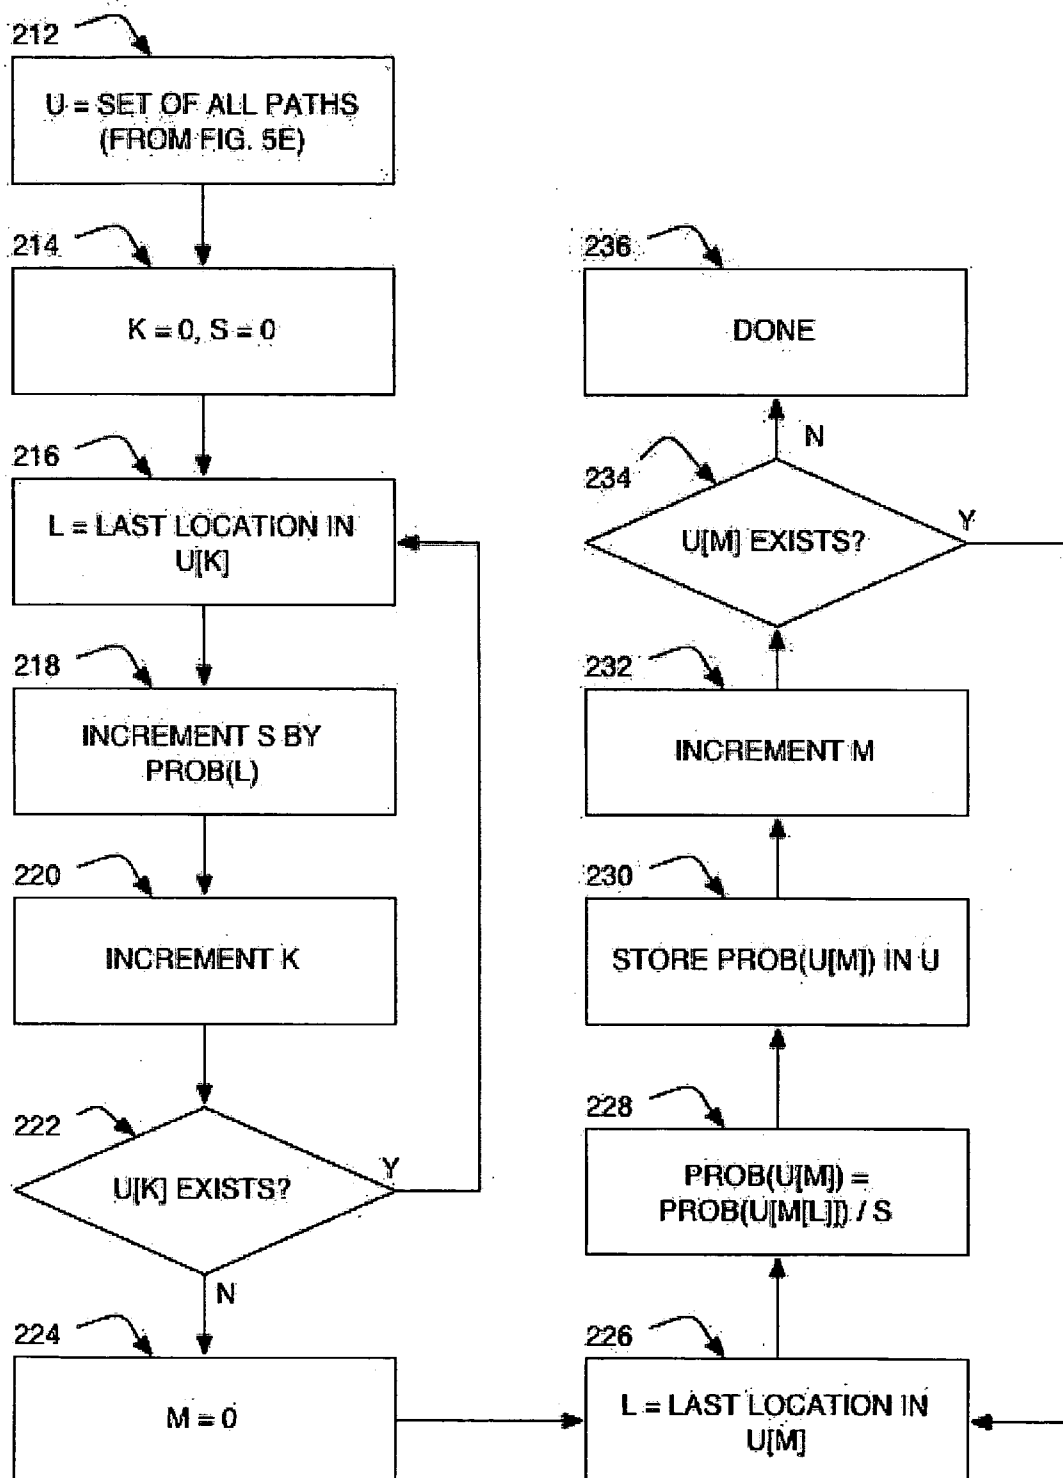 212
U = SET OF ALL PATHS
(FROM FIG. 5E)
214
K = 0, S = 0
216
L = LAST LOCATION IN
U[K]
218
INCREMENT S BY
PROB(L)
220
INCREMENT K
222
U[K] EXISTS?
Y
N
224
M = 0
226
L = LAST LOCATION IN
U[M]
228
PROB(U[M]) =
PROB(U[M[L]]) / S
230
STORE PROB(U[M]) IN U
232
INCREMENT M
234
U[M] EXISTS?
Y
N
236
DONE